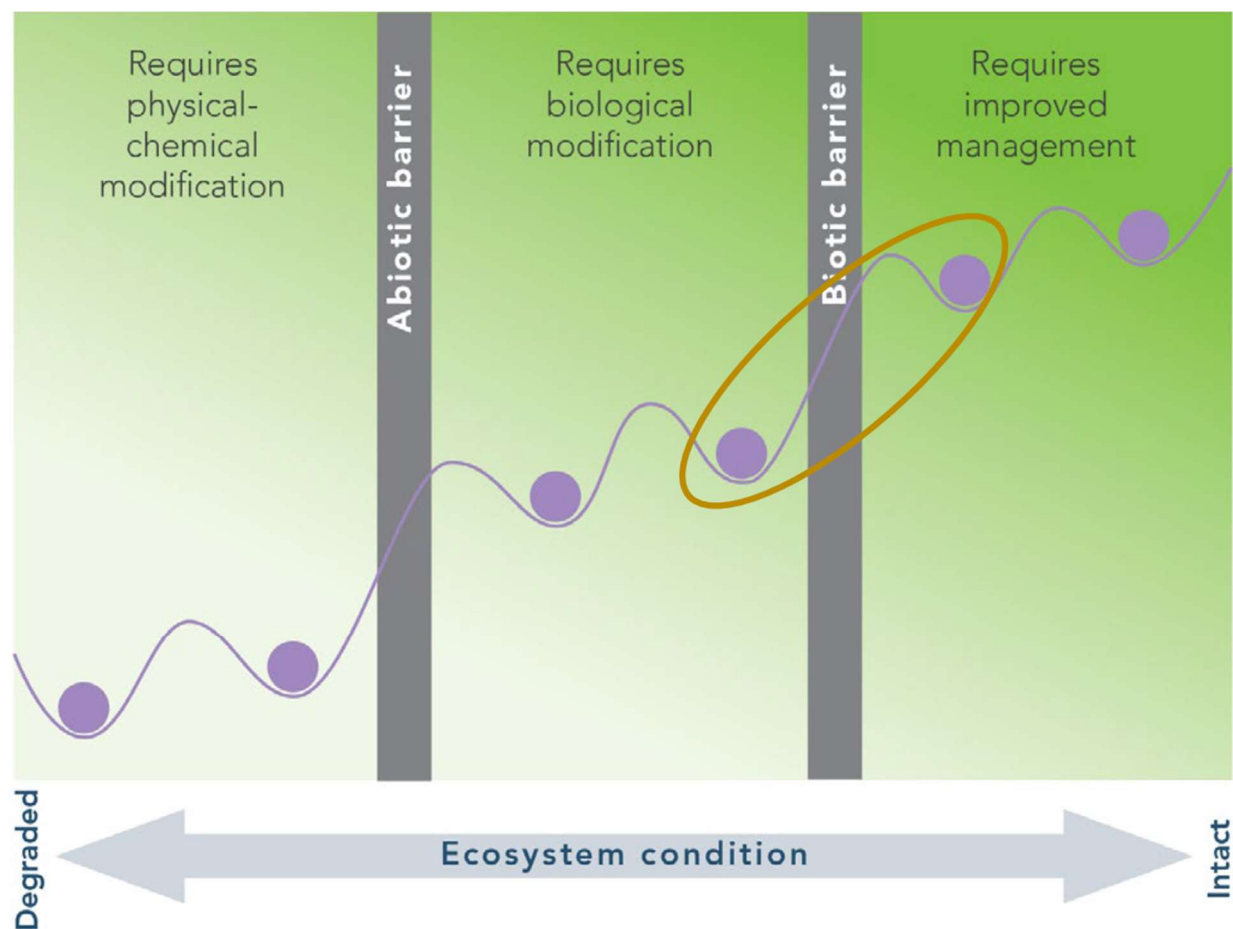 Requires
physical-
chemical
modification
Abiotic barrier
Requires
biological
modification
Biotic barrier
Requires
improved
management
Degraded
Ecosystem condition
Intact